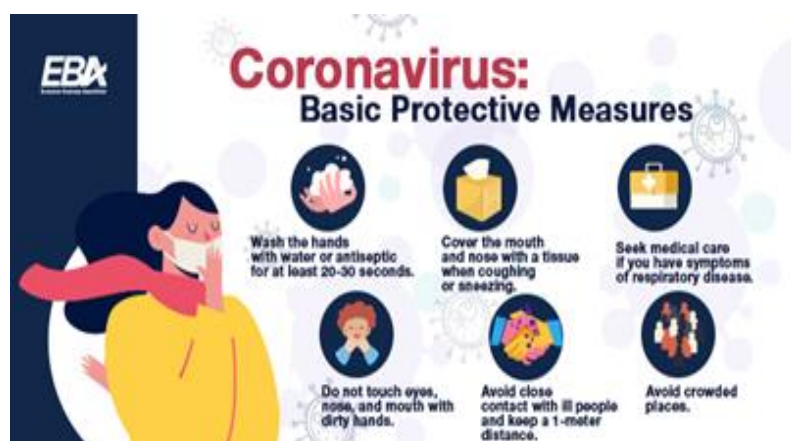 EBA
Coronavirus:
Basic Protective Measures
Wash the hands
with water or antiseptic
for at least 20-30 seconds.
Cover the mouth
and nose with a tissue
when coughing
or sneezing.
Seek medical care
if you have symptoms
of respiratory disease.
Do not touch eyes,
nose, and mouth with
dirty hands.
Avoid close
contact with ill people
and keep a 1-meter
distance.
Avoid crowded
places.